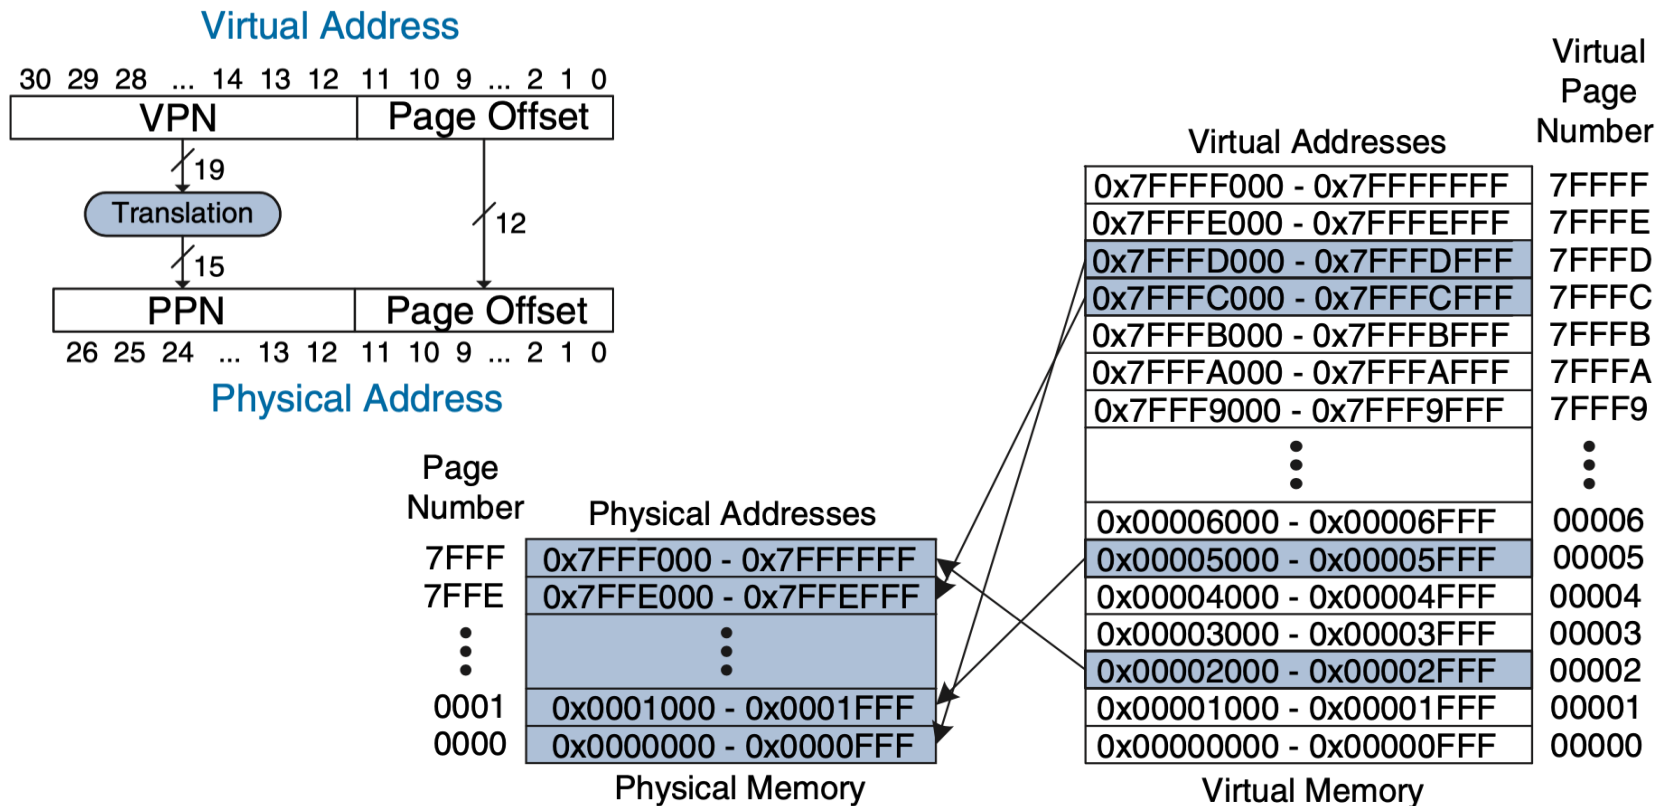 Virtual Address
30 29 28 ... 14 13 12 11 10 9 ... 2 1 0
VPN Page Offset
19
Translation
12
15
PPN Page Offset
26 25 24 ... 13 12 11 10 9 ... 2 1 0
Physical Address
Page
Number
Physical Addresses
7FFF 0x7FFF000 - 0x7FFFFFF
7FFE 0x7FFE000 - 0x7FFEFFF
0001 0x0001000 - 0x0001FFF
0000 0x0000000 - 0x0000FFF
Physical Memory
Virtual
Page
Number
Virtual Addresses
0x7FFFF000 - 0x7FFFFFFF 7FFFF
0x7FFFE000 - 0x7FFFEFFF 7FFFE
0x7FFFD000 - 0x7FFFDFFF 7FFFD
0x7FFFC000 - 0x7FFFCFFF 7FFFC
0x7FFFB000 - 0x7FFFBFFF 7FFFB
0x7FFFA000 - 0x7FFFAFFF 7FFFA
0x7FFF9000 - 0x7FFF9FFF 7FFF9
0x00006000 - 0x00006FFF 00006
0x00005000 - 0x00005FFF 00005
0x00004000 - 0x00004FFF 00004
0x00003000 - 0x00003FFF 00003
0x00002000 - 0x00002FFF 00002
0x00001000 - 0x00001FFF 00001
0x00000000 - 0x00000FFF 00000
Virtual Memory